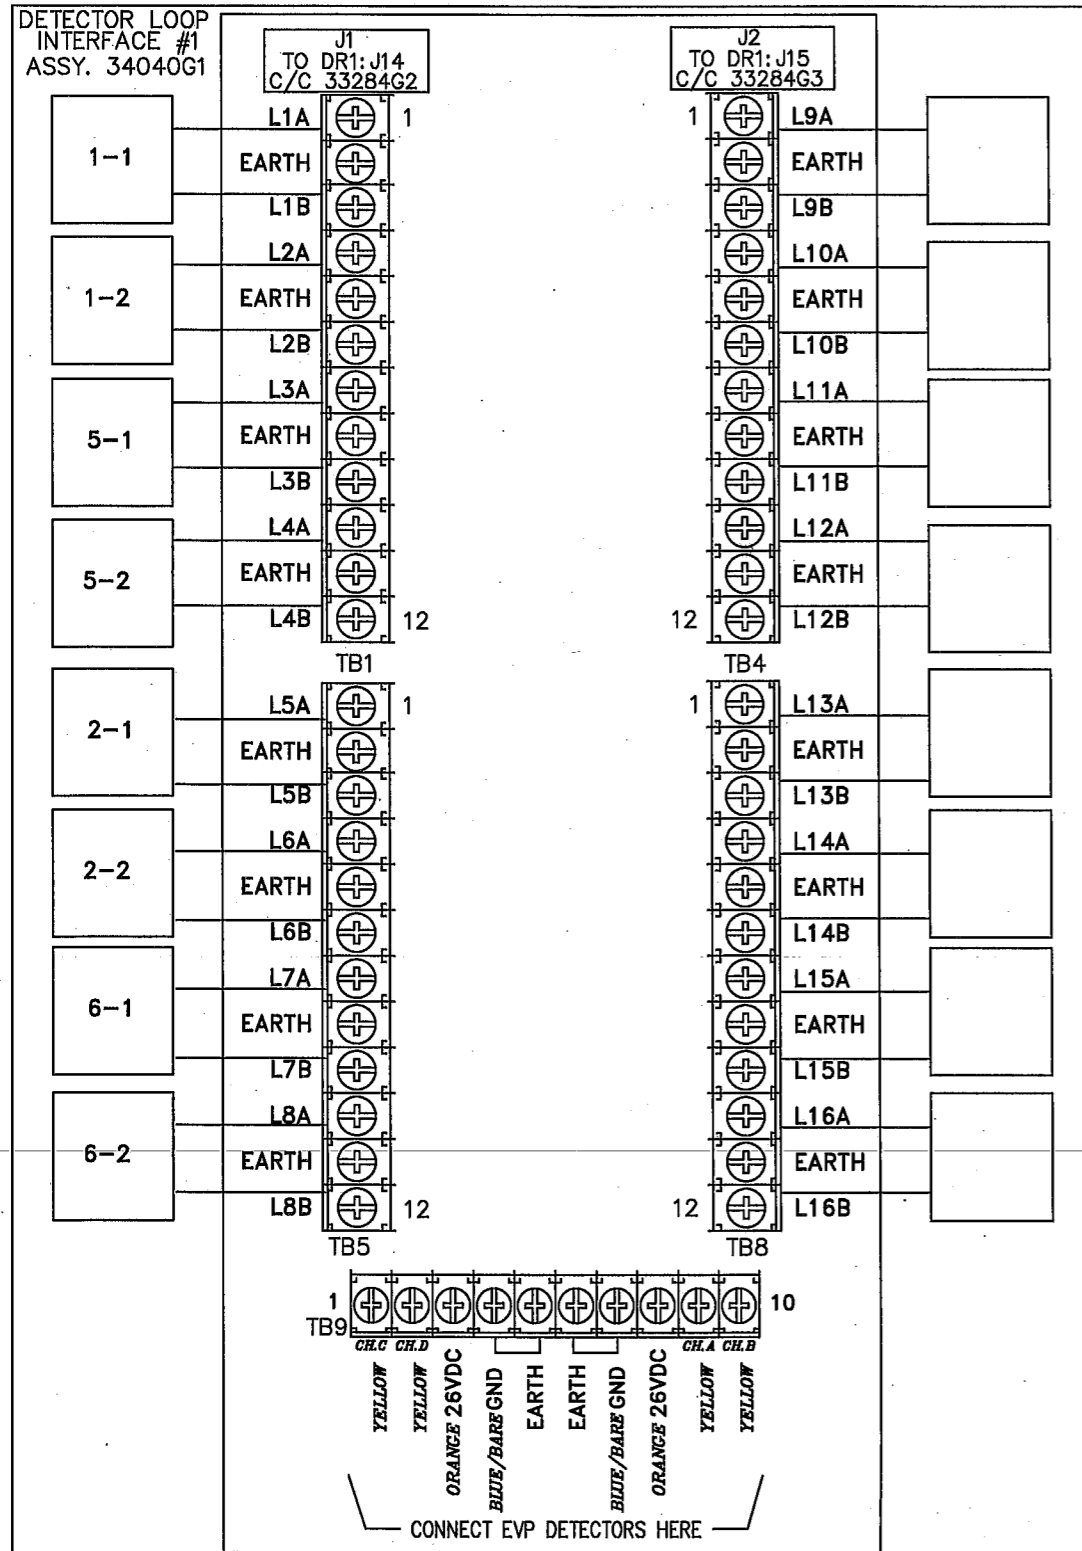 DETECTOR LOOP
INTERFACE #1
ASSY. 34040G1
J1
TO DR1: J14
C/C 33284G2
J2
TO DR1: J15
C/C 33284G3
1-1
L1A
1
EARTH
L1B
1-2
L2A
EARTH
L2B
5-1
L3A
EARTH
L3B
5-2
L4A
EARTH
L4B
12
TB1
1
L9A
EARTH
L9B
L10A
EARTH
L10B
L11A
EARTH
L11B
L12A
EARTH
12
L12B
TB4
2-1
L5A
1
EARTH
L5B
2-2
L6A
EARTH
L6B
6-1
L7A
EARTH
L7B
6-2
L8A
EARTH
L8B
12
TB5
1
L13A
EARTH
L13B
L14A
EARTH
L14B
L15A
EARTH
L15B
L16A
EARTH
12
L16B
TB8
1
10
TB9
CH.C
CH.D
CH.A
CH.B
YELLOW
YELLOW
ORANGE 26VDC
BLUE/BARE GND
EARTH
EARTH
BLUE/BARE GND
ORANGE 26VDC
YELLOW
YELLOW
CONNECT EVP DETECTORS HERE